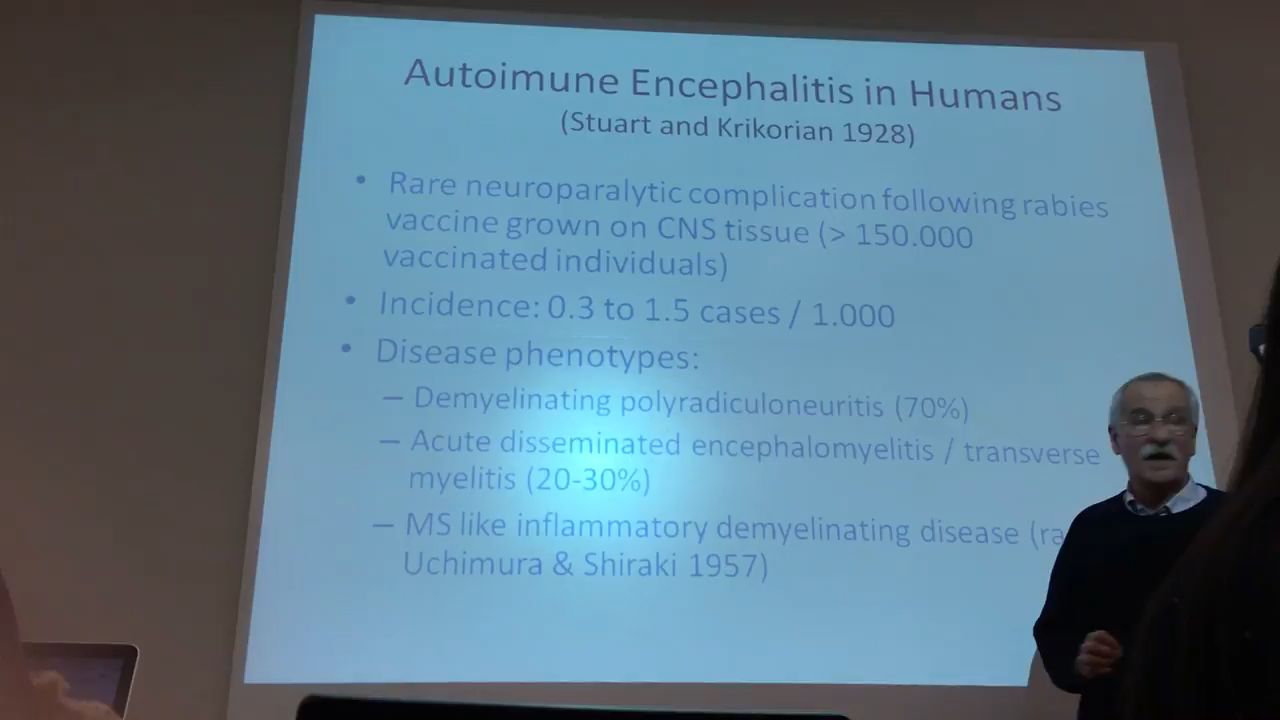 Autoimune Encephalitis in Humans
(Stuart and Krikorian 1928)
• Rare neuroparalytic complication following rabies
vaccine grown on CNS tissue (> 150.000
vaccinated individuals)
• Incidence: 0.3 to 1.5 cases / 1.000
• Disease phenotypes:
– Demyelinating polyradiculoneuritis (70%)
– Acute disseminated encephalomyelitis / transverse
myelitis (20-30%)
– MS like inflammatory demyelinating disease
Uchimura & Shiraki 1957)